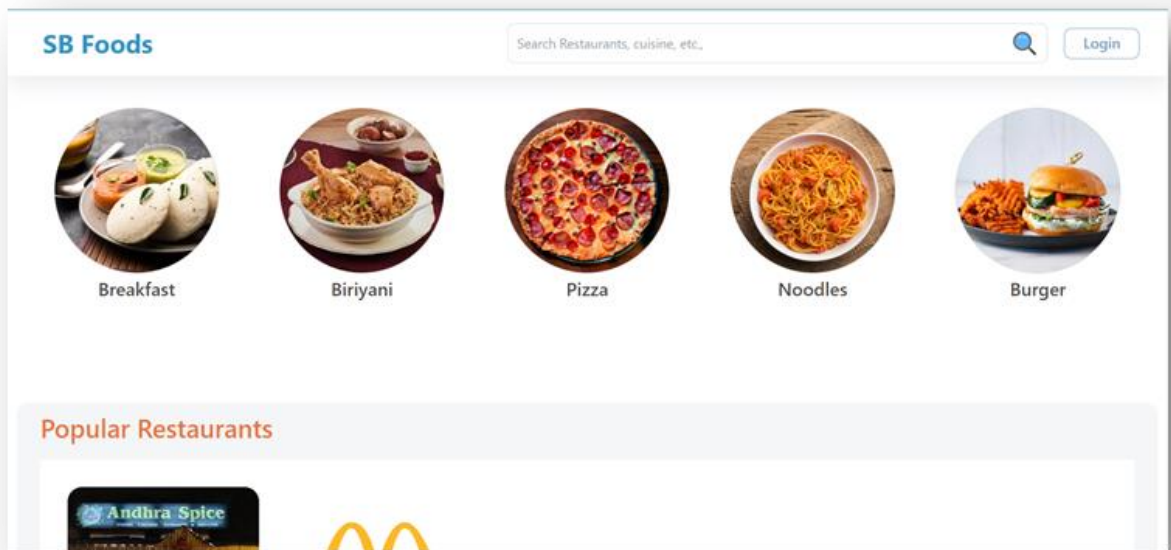 SB Foods
Search Restaurants, cuisine, etc.,
Login
Breakfast
Biriyani
Pizza
Noodles
Burger
Popular Restaurants
Andhra Spice